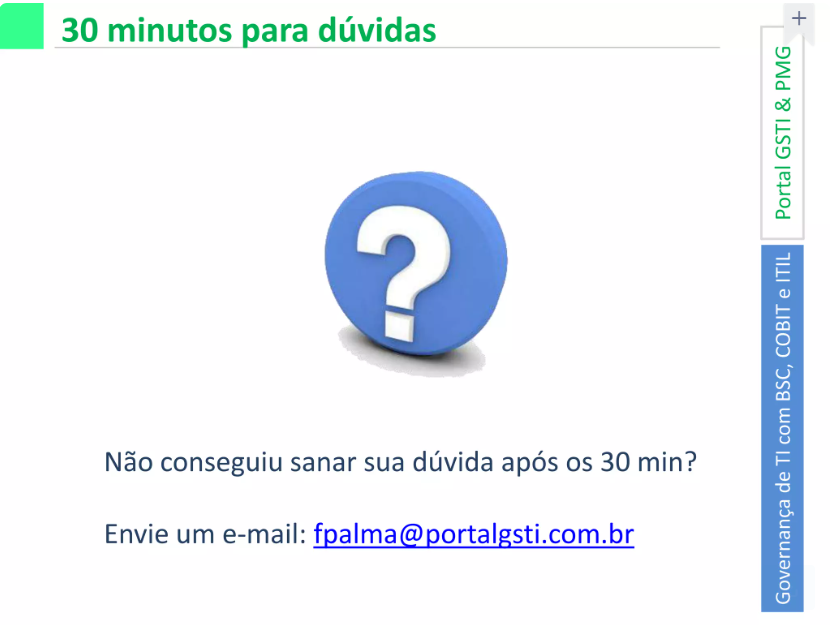 30 minutos para dúvidas
Não conseguiu sanar sua dúvida após os 30 min?
Envie um e-mail: fpalma@portalgsti.com.br
Portal GSTI & PMG
Governança de TI com BSC, COBIT e ITIL